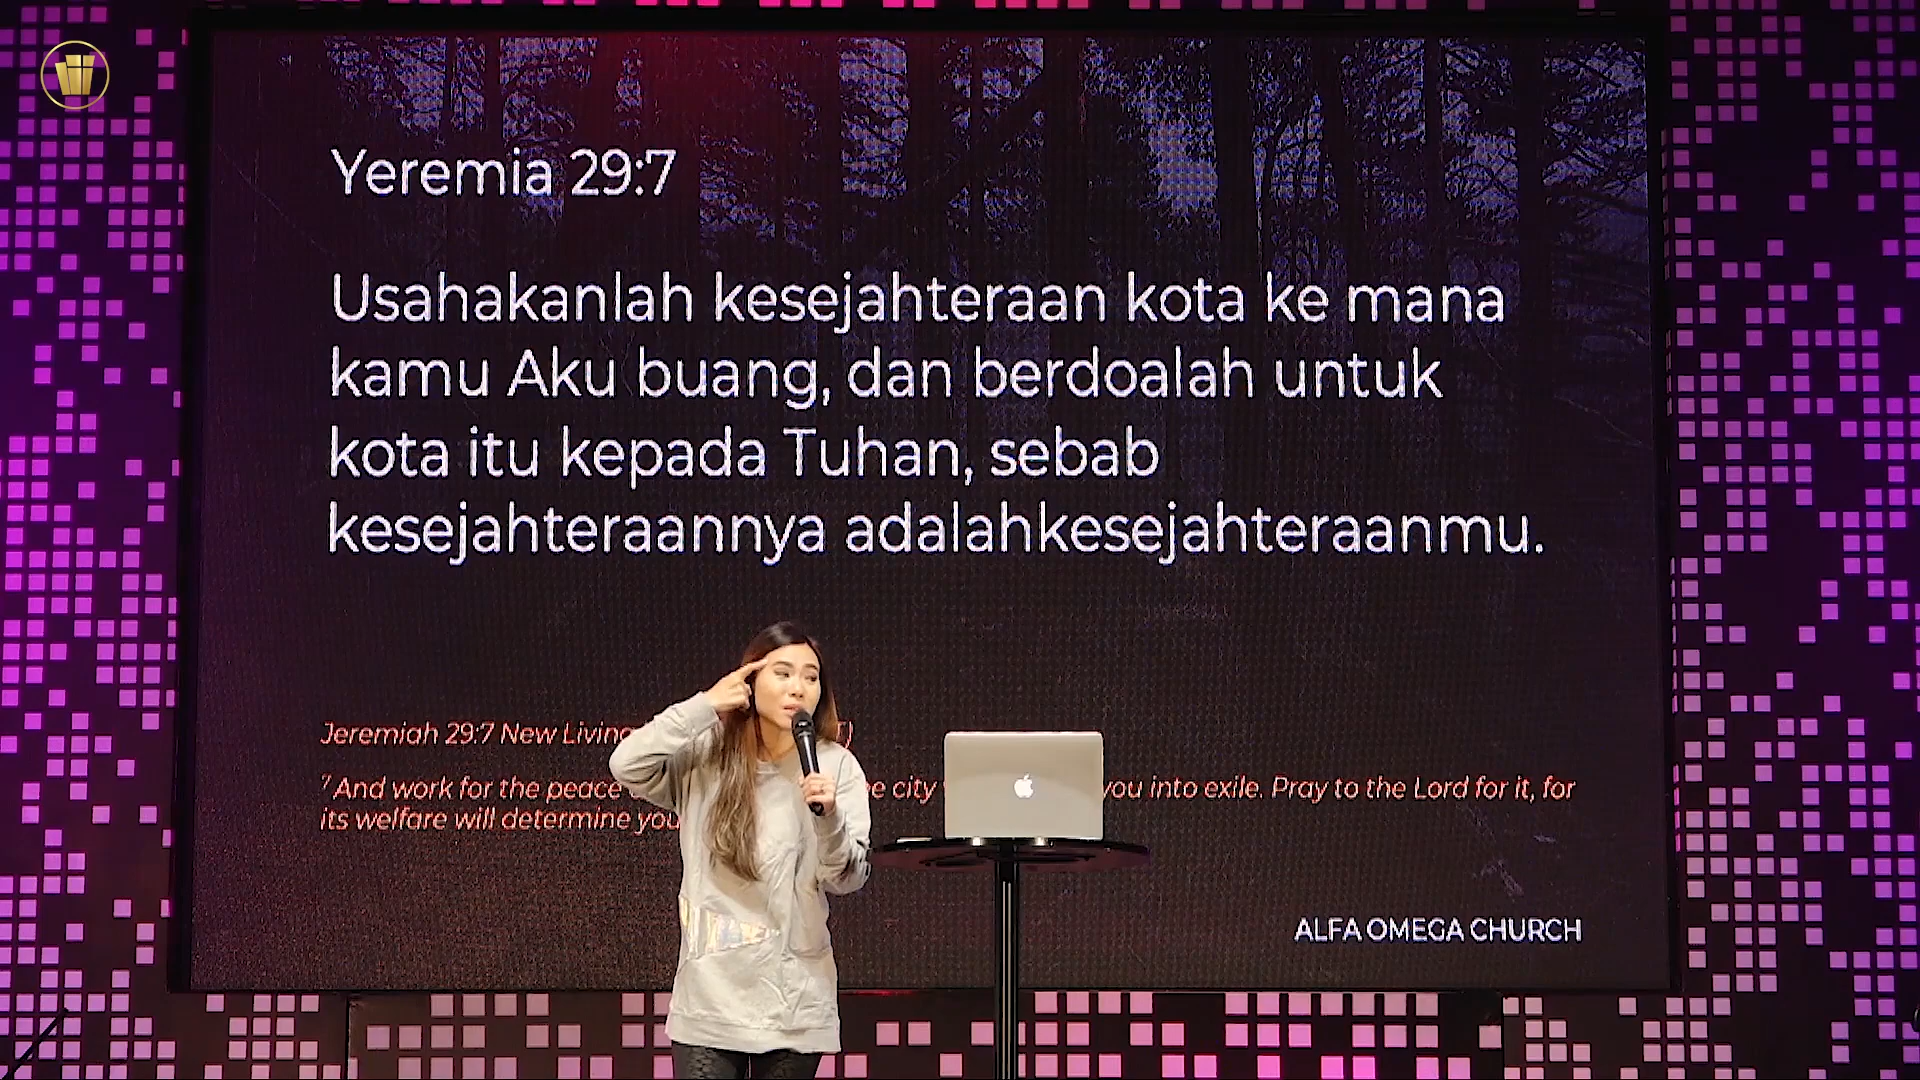 Yeremia 29:7
Usahakanlah kesejahteraan kota ke mana
kamu Aku buang, dan berdoalah untuk
kota itu kepada Tuhan, sebab
kesejahteraannya adalahkesejahteraanmu.
Jeremiah 29:7 New Living
7 And work for the peace city you into exile. Pray to the Lord for it, for
its welfare will determine
ALFA OMEGA CHURCH